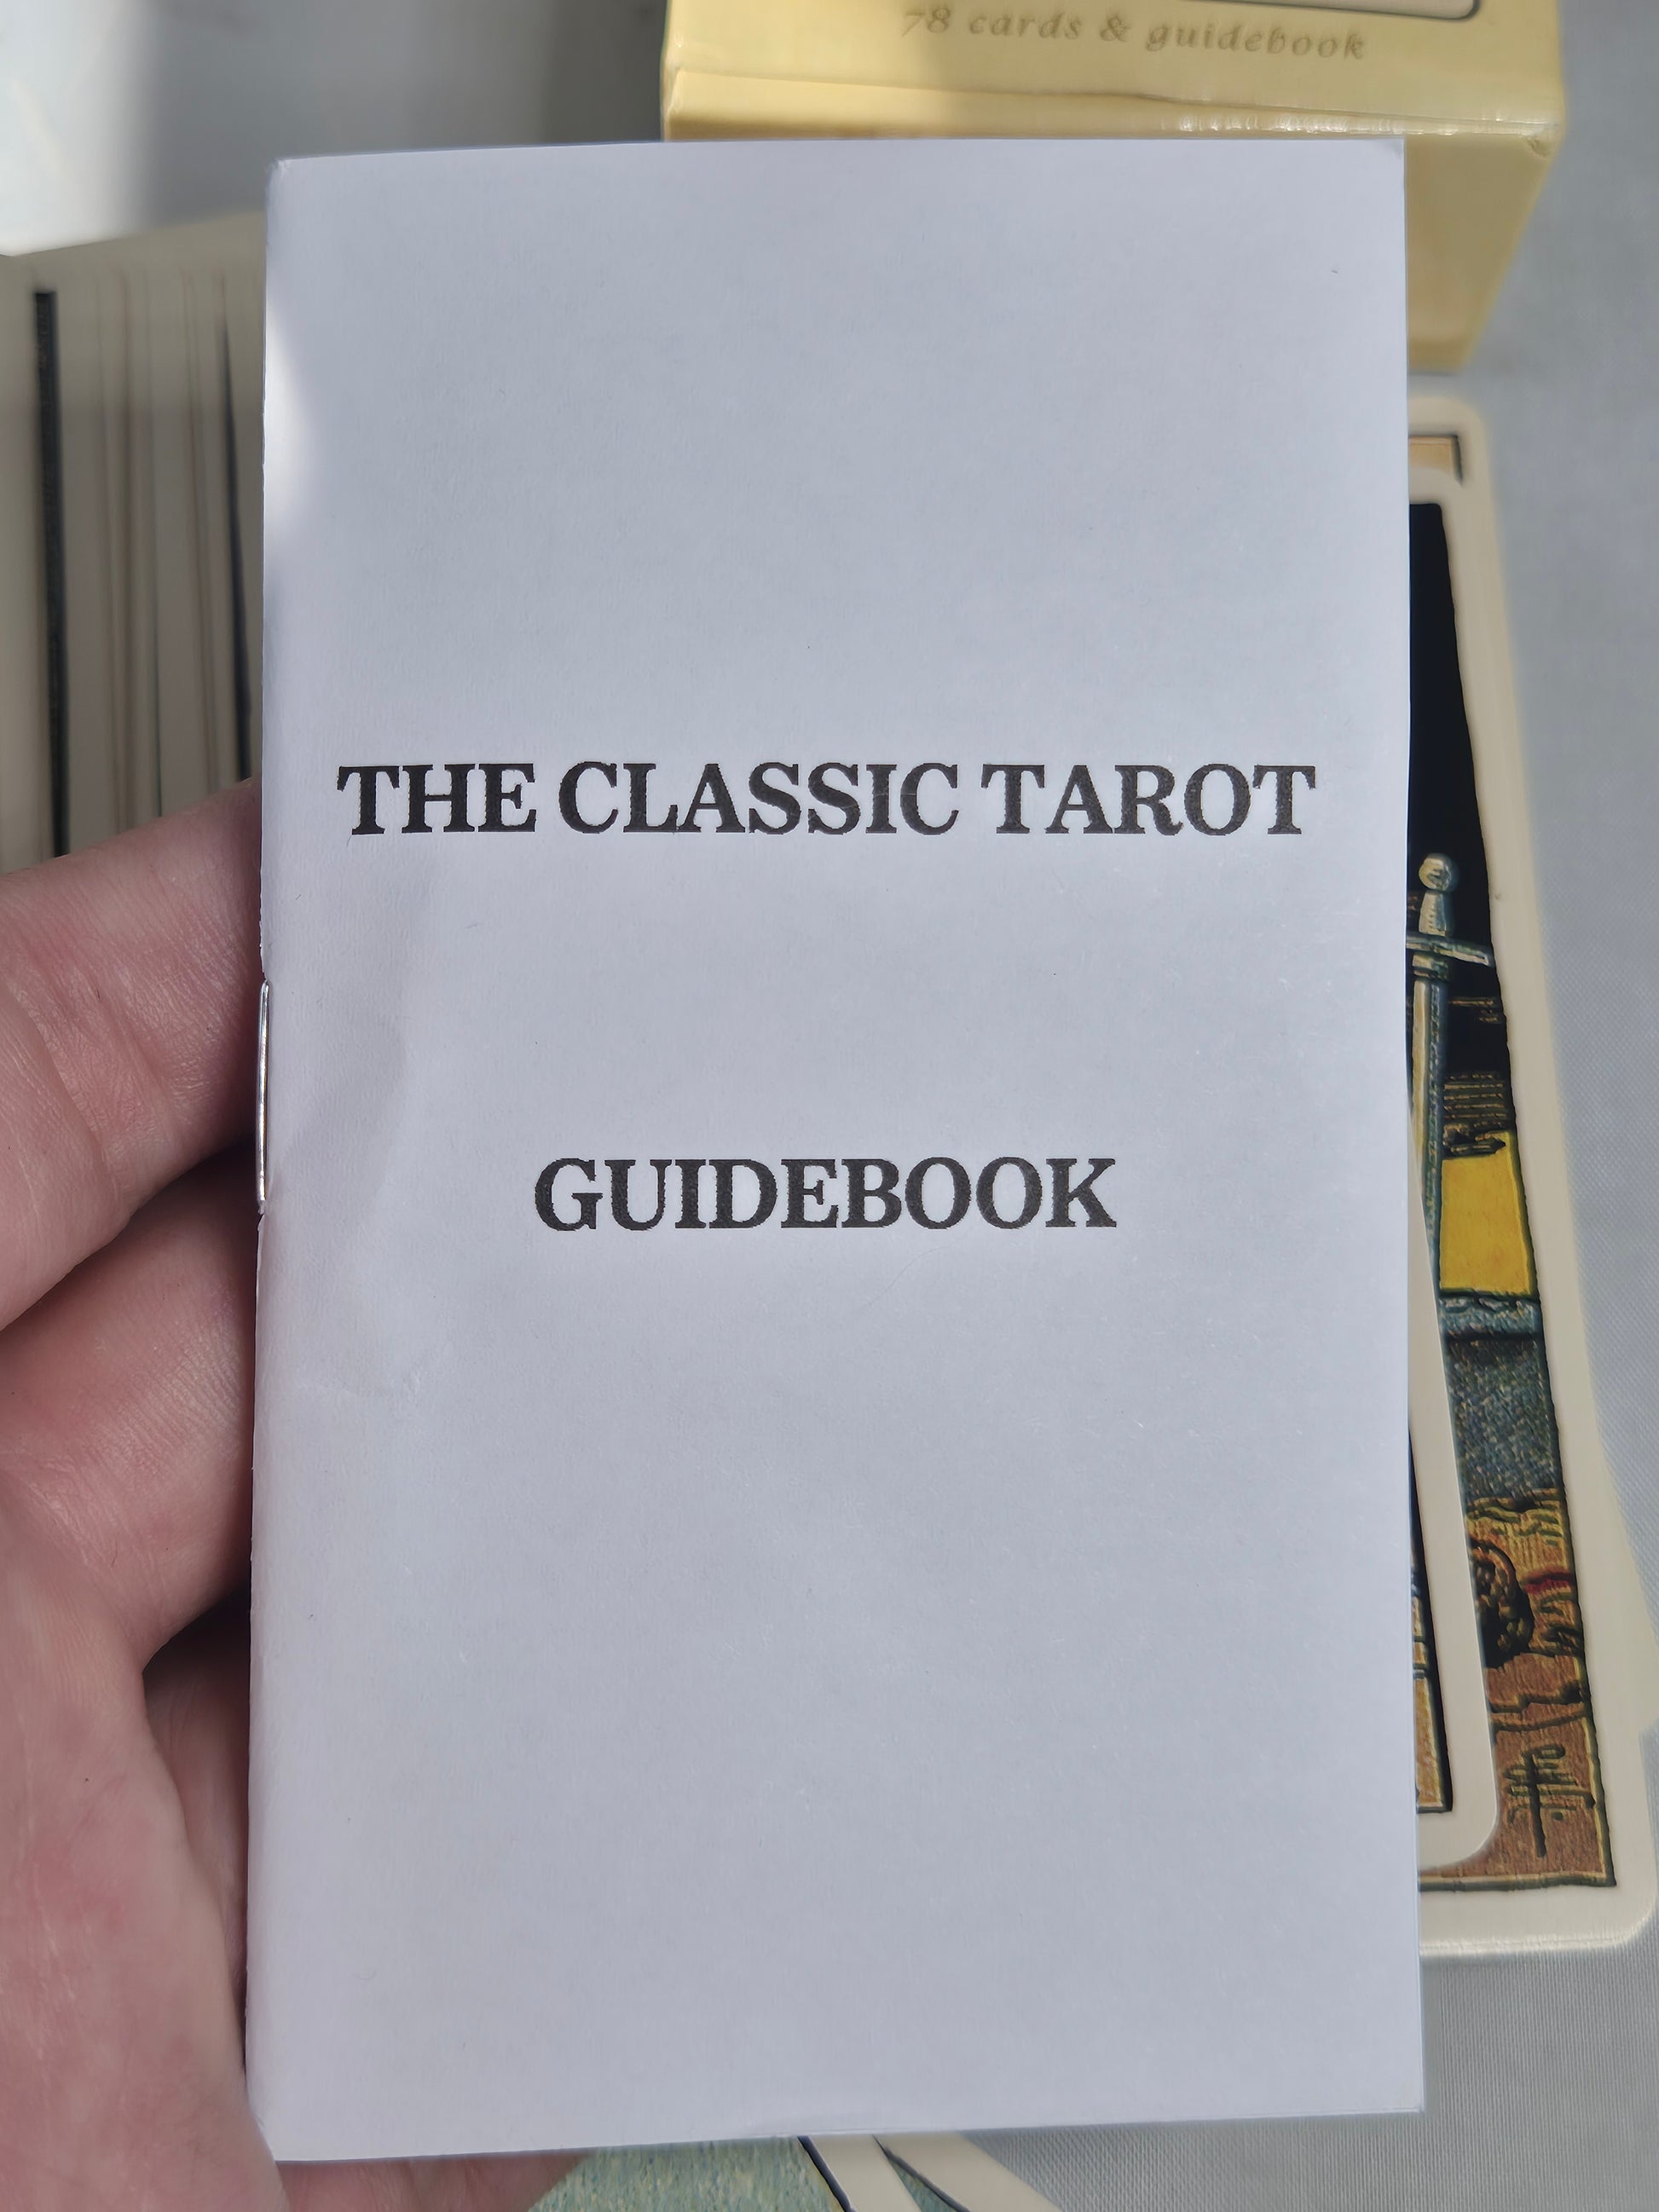 78 cards & guidebook
THE CLASSIC TAROT
GUIDEBOOK